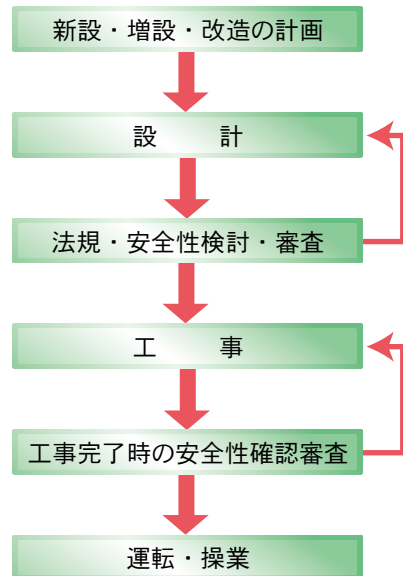 新設・増設・改造の計画
設　　計
法規・安全性検討・審査
工　　事
工事完了時の安全性確認審査
運転・操業